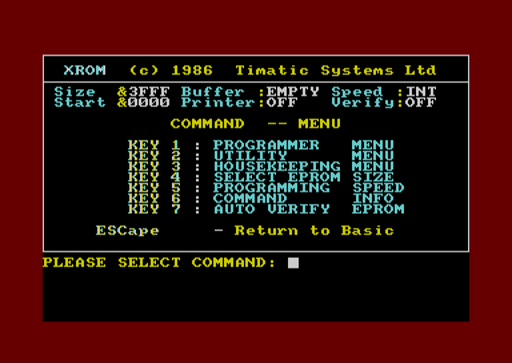 XROM (c) 1986 Timatic Systems Ltd
Size &3FFF Buffer :EMPTY Speed :INT
Start &0000 Printer:OFF Verify:OFF
COMMAND -- MENU
KEY 1 : PROGRAMMER MENU
KEY 2 : UTILITY MENU
KEY 3 : HOUSEKEEPING MENU
KEY 4 : SELECT EPROM SIZE
KEY 5 : PROGRAMMING SPEED
KEY 6 : COMMAND INFO
KEY 7 : AUTO VERIFY EPROM
ESCape - Return to Basic
PLEASE SELECT COMMAND: